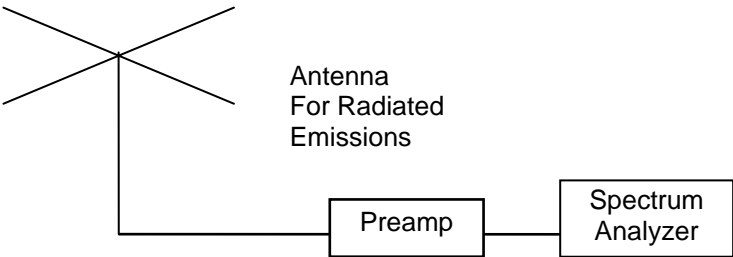 Antenna
For Radiated
Emissions
Preamp
Spectrum
Analyzer